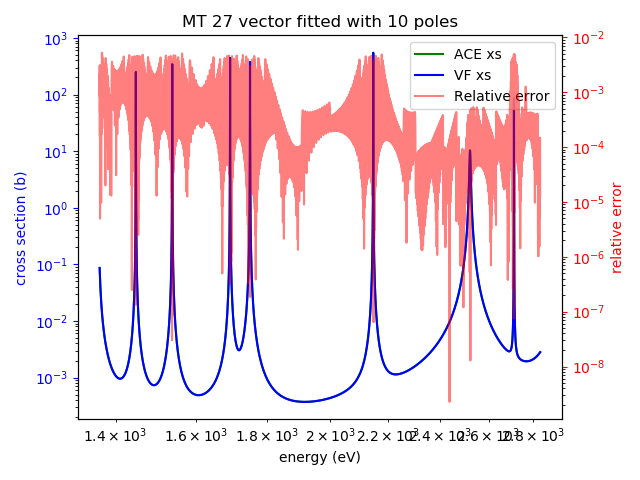 MT 27 vector fitted with 10 poles
ACE xs
VF xs
Relative error
cross section (b)
10³
10²
10¹
10⁰
10⁻¹
10⁻²
10⁻³
10⁻²
10⁻³
10⁻⁴
10⁻⁵
10⁻⁶
10⁻⁷
10⁻⁸
relative error
1.4 × 10³ 1.6 × 10³ 1.8 × 10³ 2 × 10³ 2.2 × 10³ 2.4 × 10³ 2.6 × 10³ 2.8 × 10³
energy (eV)